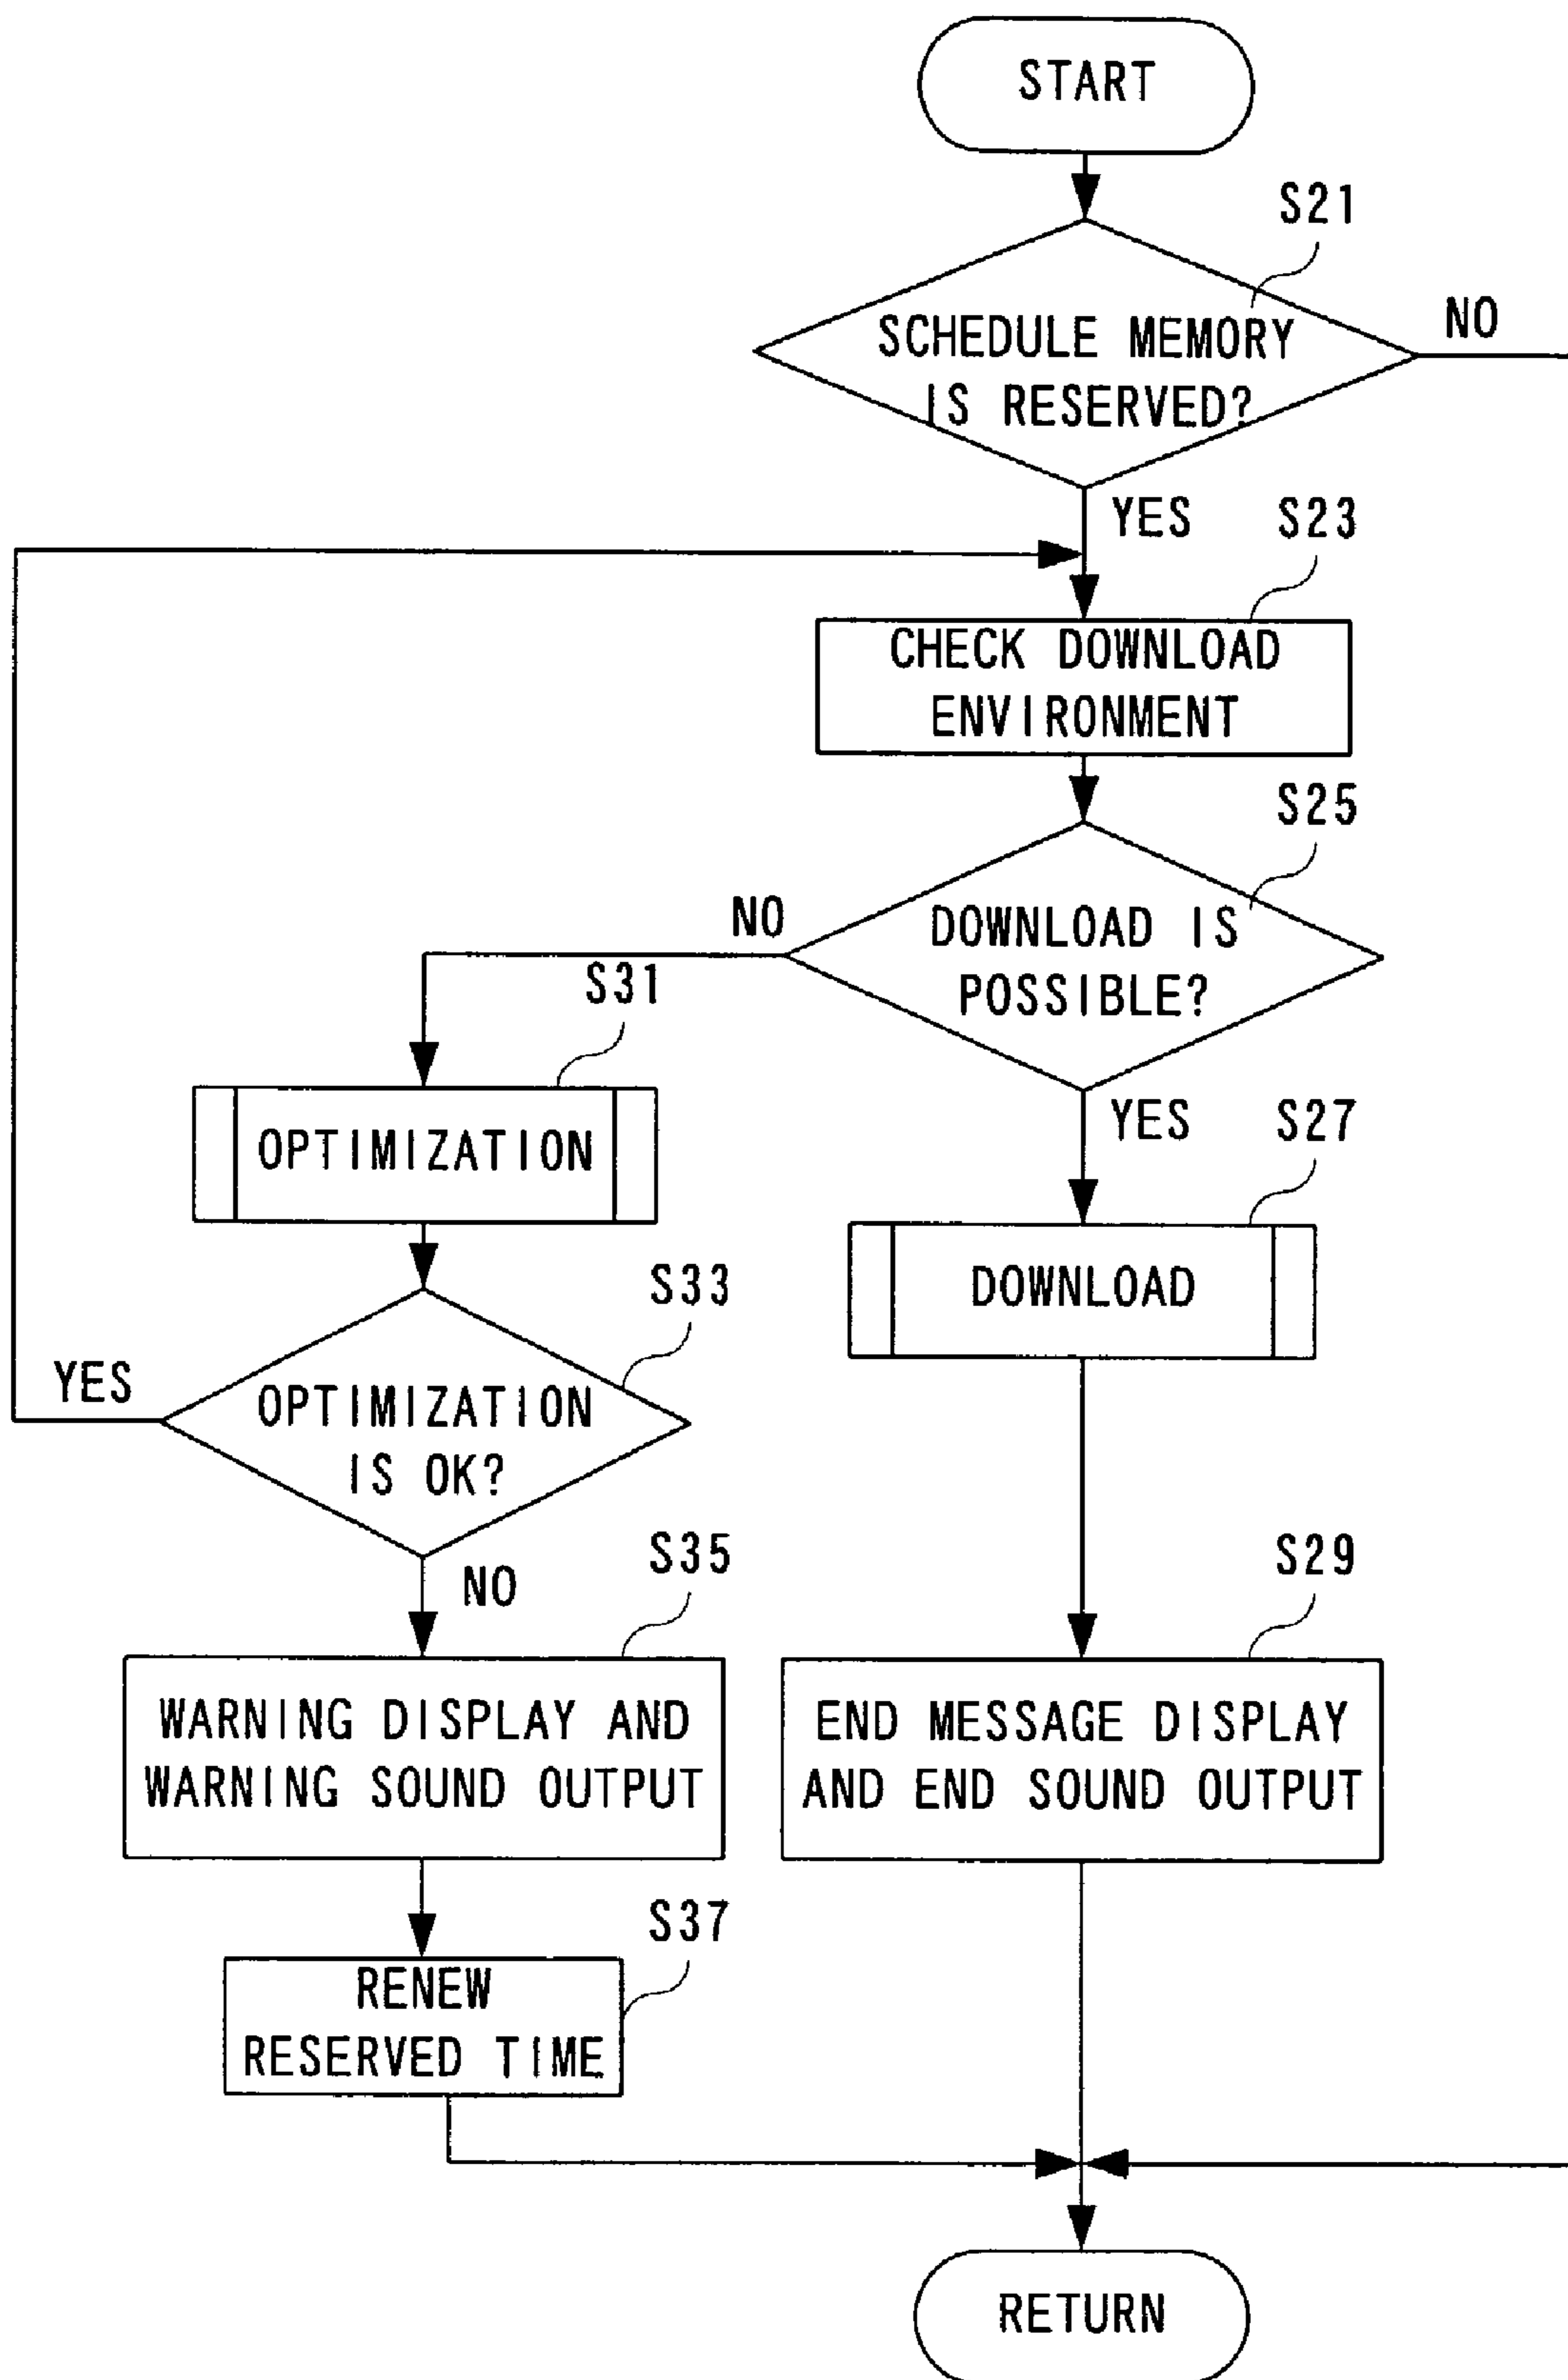 START
S21
SCHEDULE MEMORY
IS RESERVED?
NO
YES
S23
CHECK DOWNLOAD
ENVIRONMENT
S25
DOWNLOAD IS
POSSIBLE?
NO
YES
S31
OPTIMIZATION
S27
DOWNLOAD
S33
OPTIMIZATION
IS OK?
YES
NO
S35
WARNING DISPLAY AND
WARNING SOUND OUTPUT
S29
END MESSAGE DISPLAY
AND END SOUND OUTPUT
S37
RENEW
RESERVED TIME
RETURN